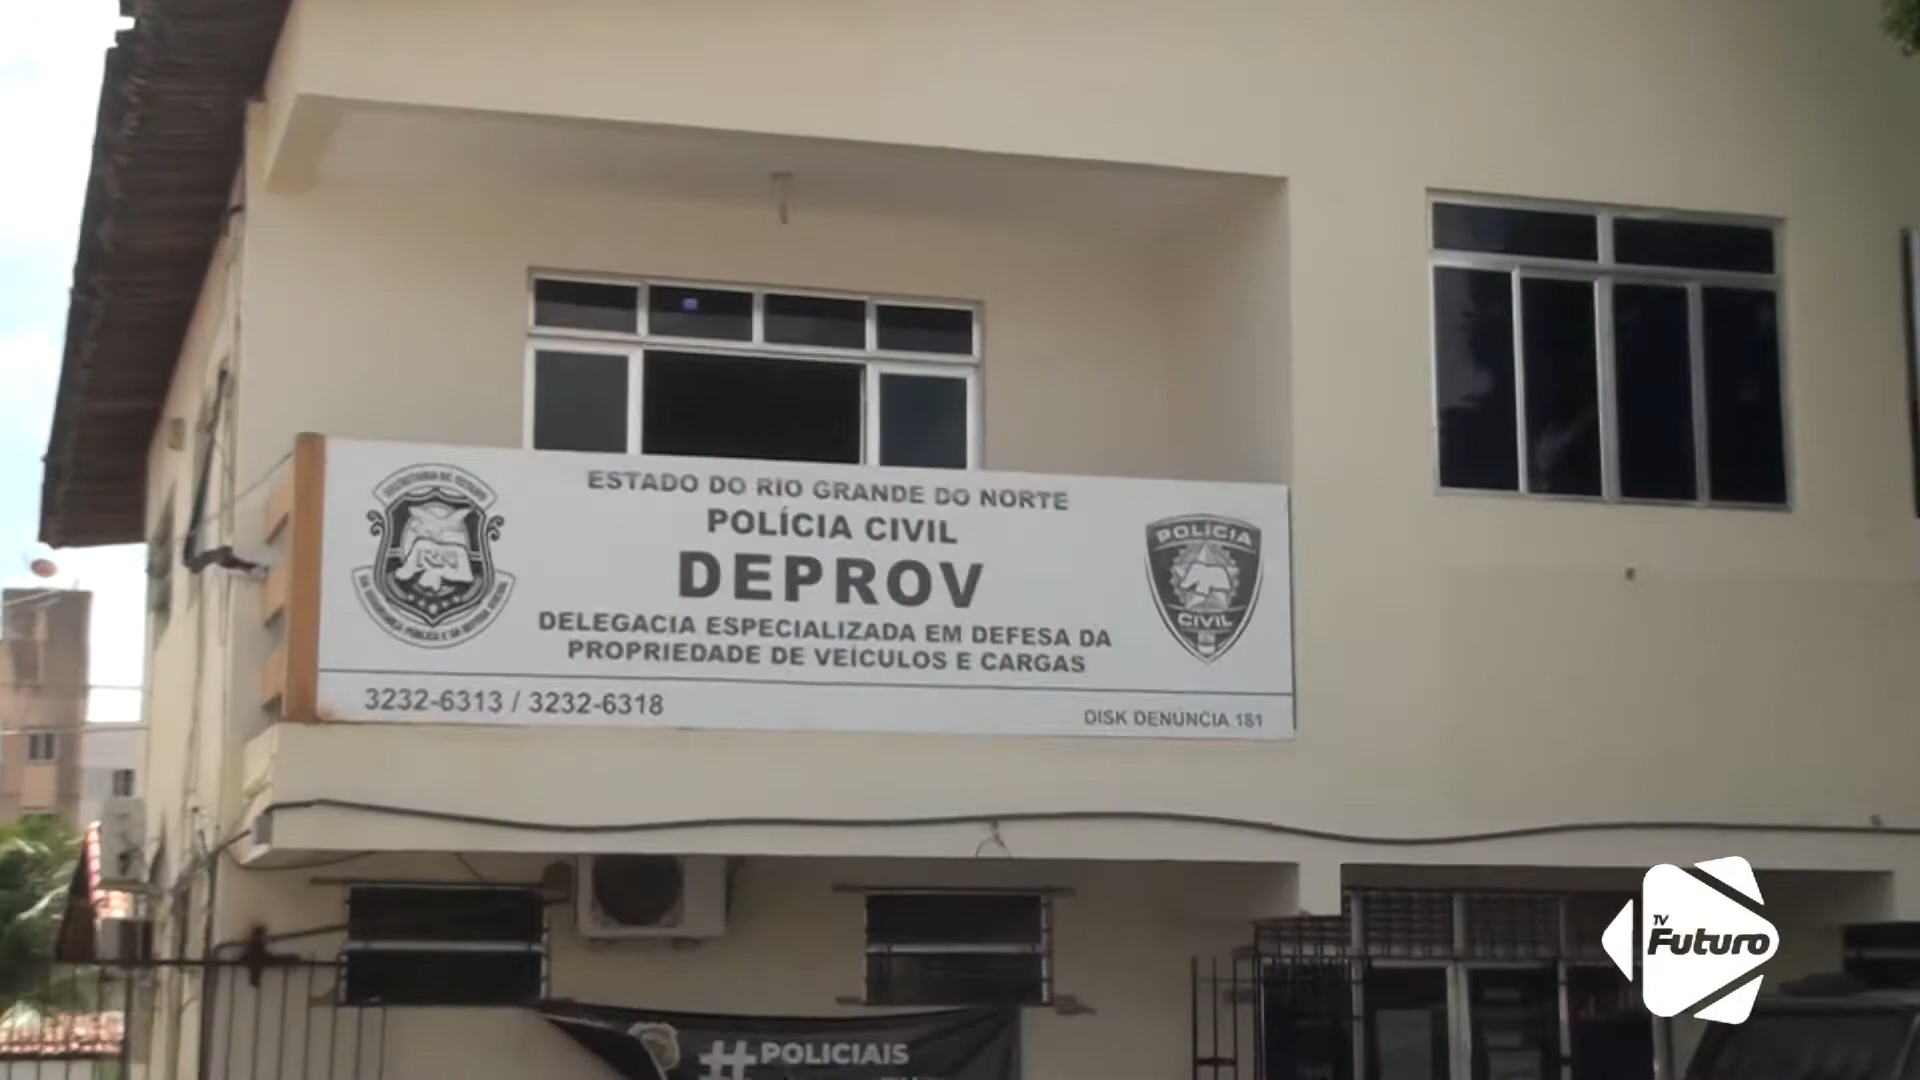 ESTADO DO RIO GRANDE DO NORTE
POLÍCIA CIVIL
DEPROV
DELEGACIA ESPECIALIZADA EM DEFESA DA
PROPRIEDADE DE VEÍCULOS E CARGAS
3232-6313 / 3232-6318
DISK DENÚNCIA 181
RN
POLÍCIA
CIVIL
#POLICIAIS
TV
Futuro